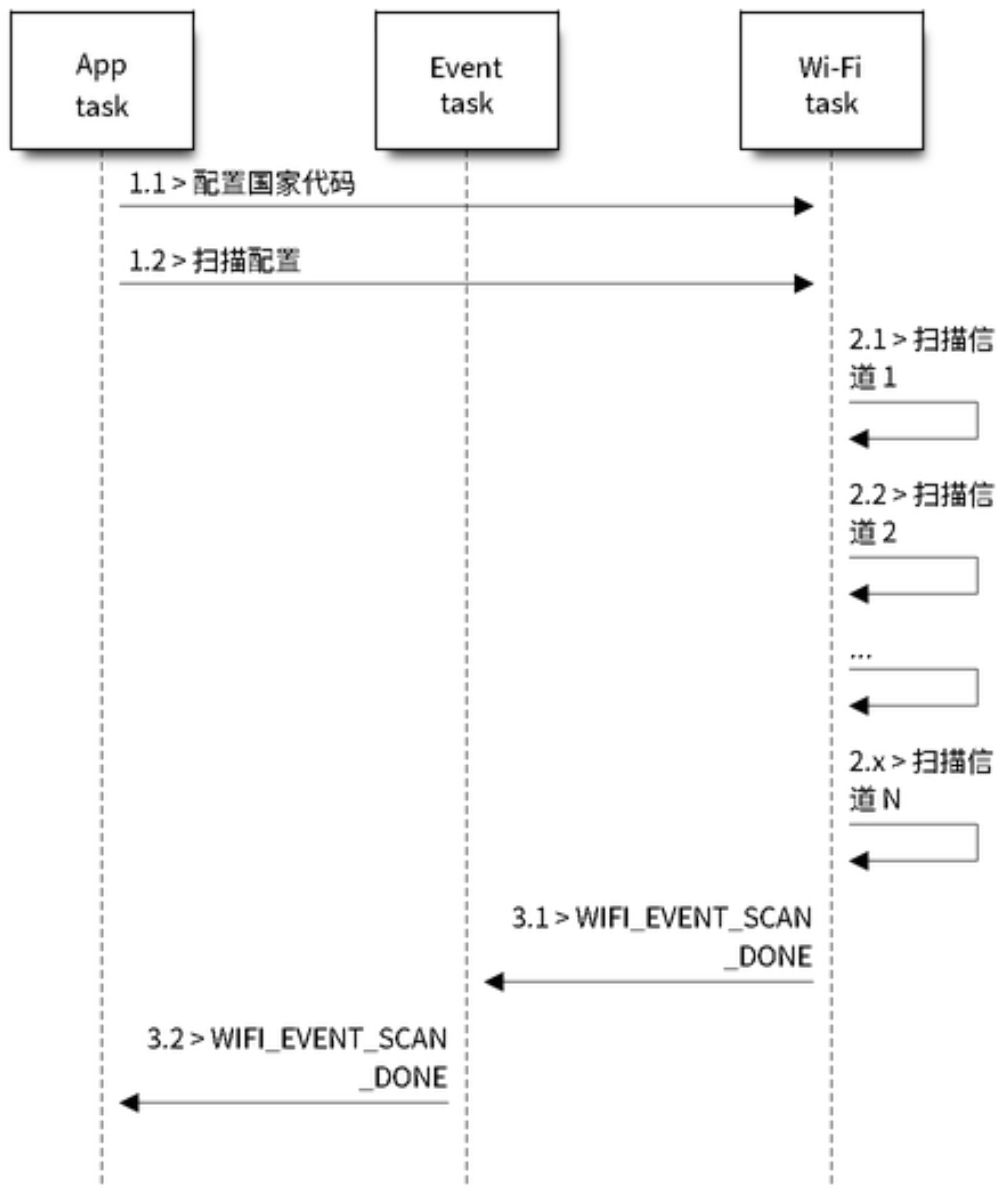 App
task
Event
task
Wi-Fi
task
1.1 > 配置国家代码
1.2 > 扫描配置
2.1 > 扫描信
道 1
2.2 > 扫描信
道 2
...
2.x > 扫描信
道 N
3.1 > WIFI_EVENT_SCAN
_DONE
3.2 > WIFI_EVENT_SCAN
_DONE